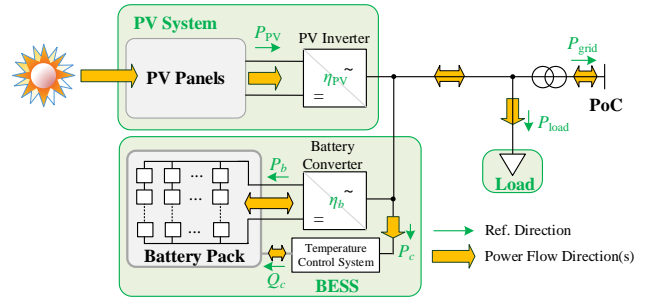 PV System
P_PV
PV Inverter
PV Panels
η_PV
~
=
P_grid
PoC
P_load
Load
Battery
Converter
P_b
η_b
~
=
...
...
...
Battery Pack
Temperature
Control System
P_c
Q_c
BESS
Ref. Direction
Power Flow Direction(s)